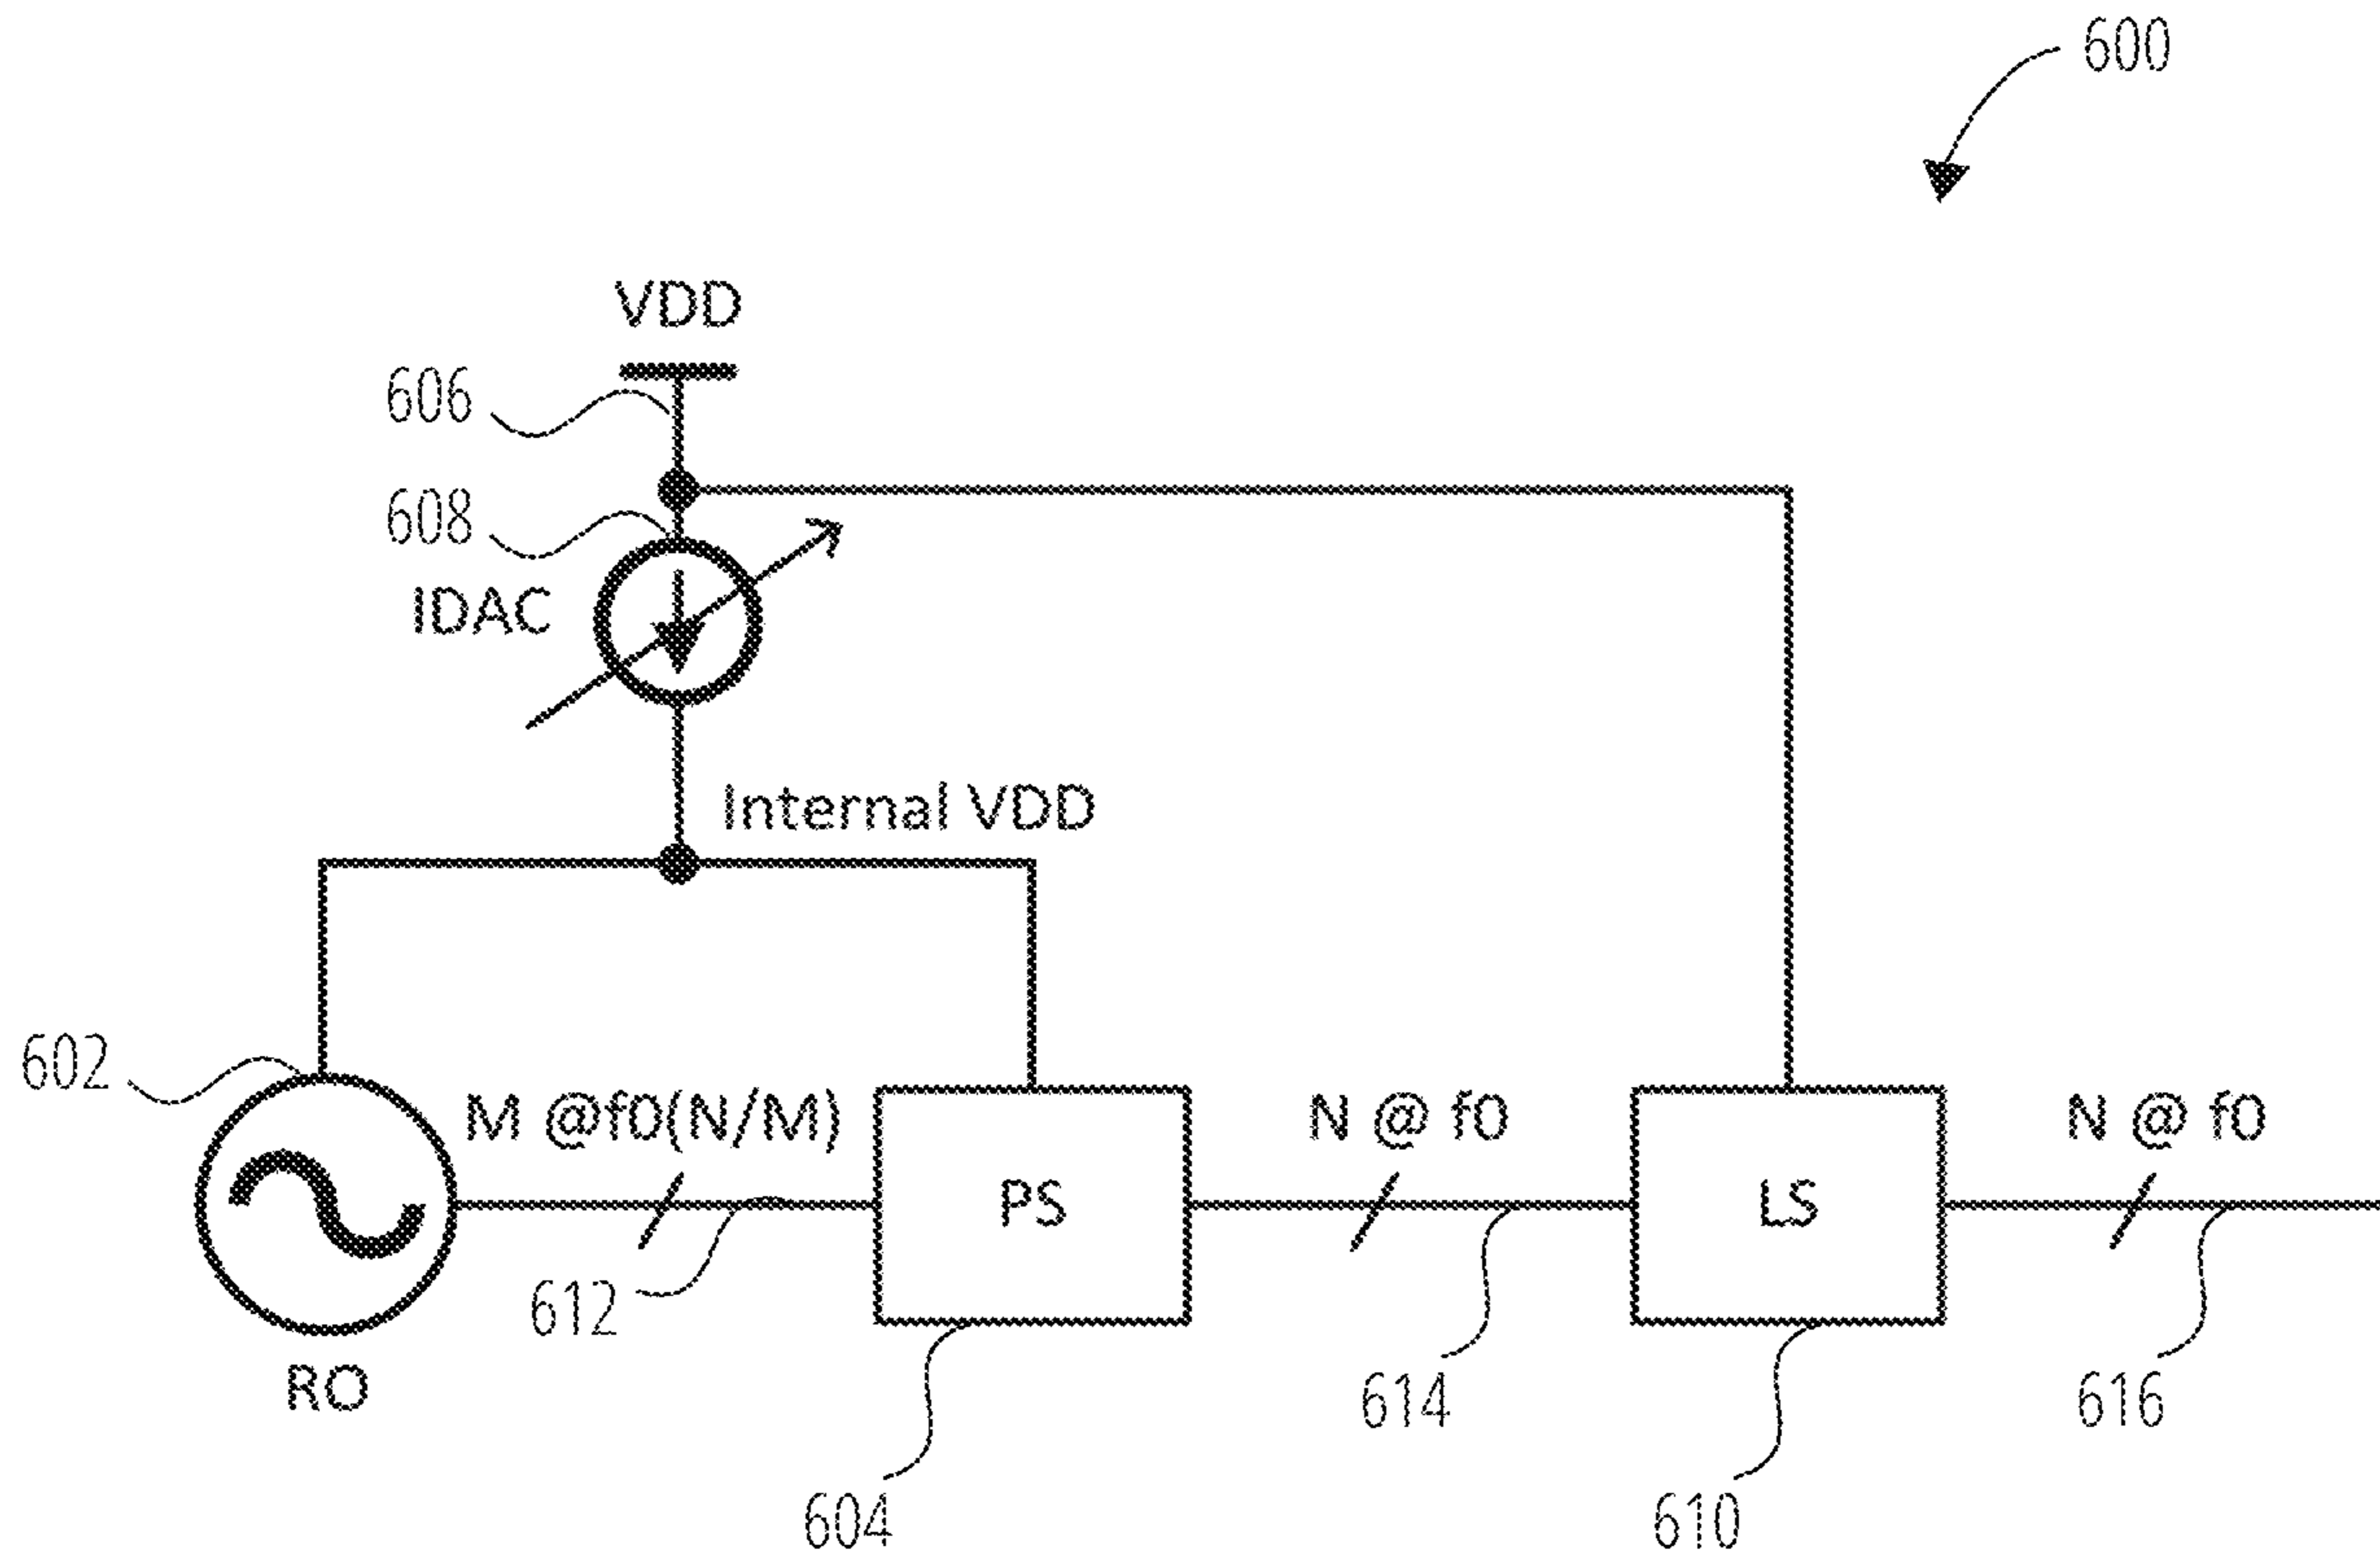 600
VDD
606
608
IDAC
Internal VDD
602
M @f0(N/M)
N @ f0
N @ f0
PS
LS
612
RO
614
616
604
610